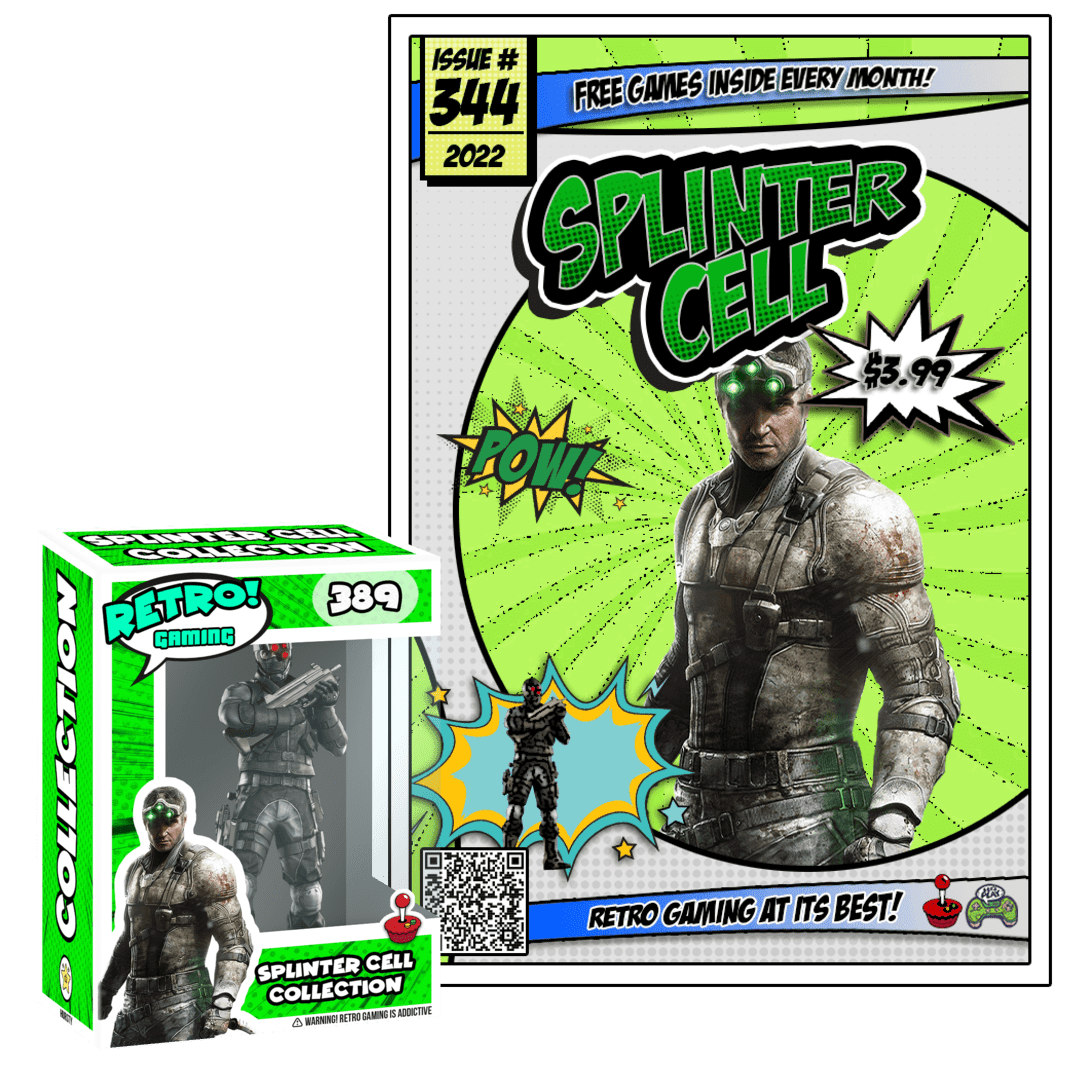 ISSUE #
344
2022
FREE GAMES INSIDE EVERY MONTH!
SPLINTER
CELL
$3.99
POW!
RETRO GAMING AT ITS BEST!
SPLINTER CELL
COLLECTION
RETRO!
GAMING
389
COLLECTION
SPLINTER CELL
COLLECTION
WARNING! RETRO GAMING IS ADDICTIVE